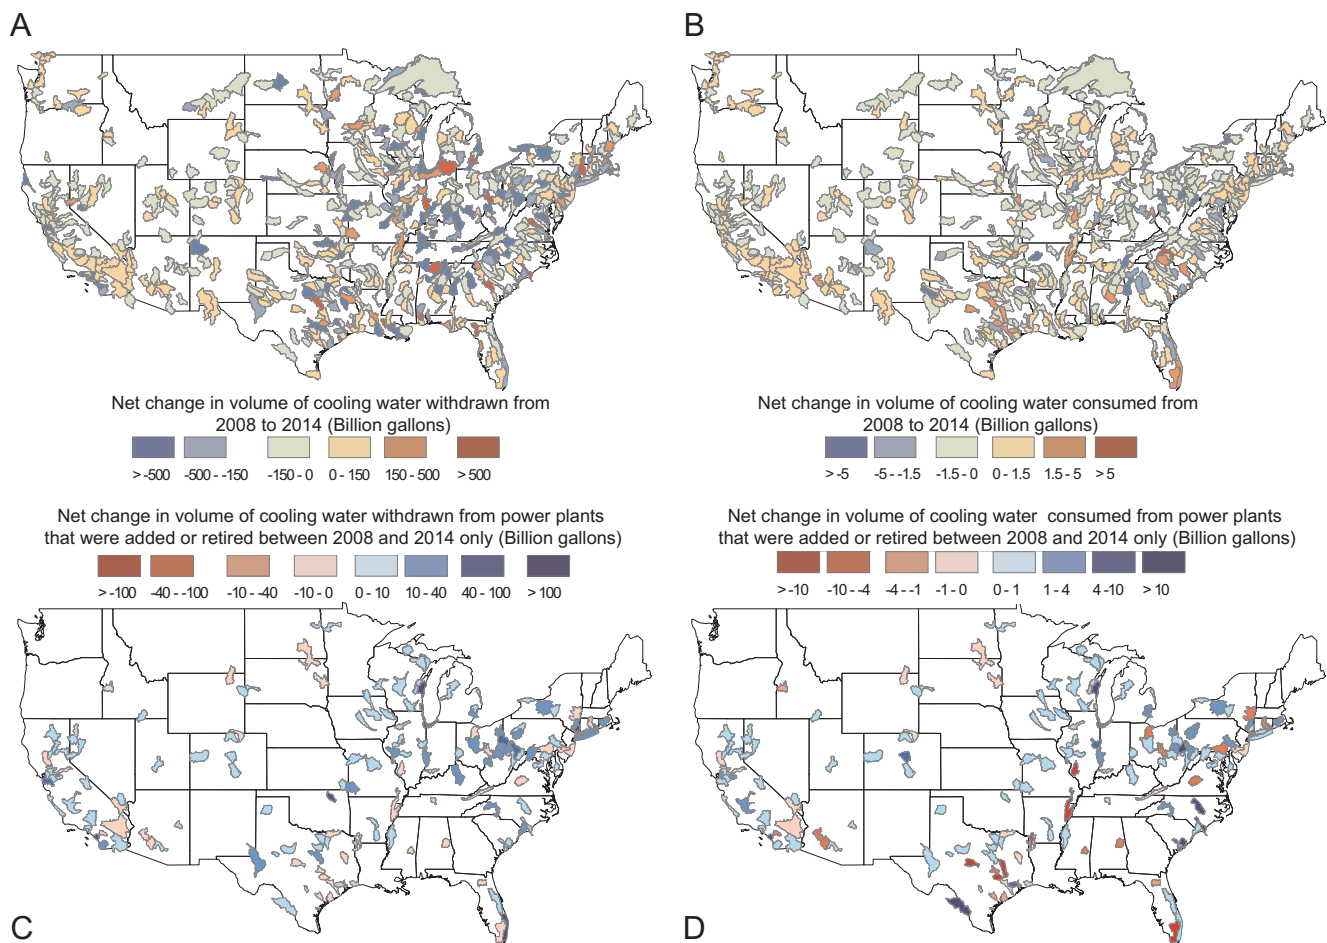 A
B
Net change in volume of cooling water withdrawn from
2008 to 2014 (Billion gallons)
> -500 -500 - -150 -150 - 0 0 - 150 150 - 500 > 500
Net change in volume of cooling water consumed from
2008 to 2014 (Billion gallons)
> -5 -5 - -1.5 -1.5 - 0 0 - 1.5 1.5 - 5 > 5
Net change in volume of cooling water withdrawn from power plants
that were added or retired between 2008 and 2014 only (Billion gallons)
> -100 -40 - -100 -10 - -40 -10 - 0 0 - 10 10 - 40 40 - 100 > 100
Net change in volume of cooling water consumed from power plants
that were added or retired between 2008 and 2014 only (Billion gallons)
> -10 -10 - -4 -4 - -1 -1 - 0 0 - 1 1 - 4 4 - 10 > 10
C
D